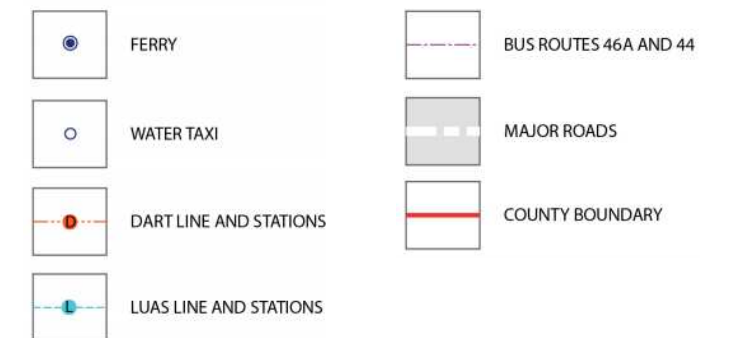 FERRY
WATER TAXI
D
DART LINE AND STATIONS
L
LUAS LINE AND STATIONS
BUS ROUTES 46A AND 44
MAJOR ROADS
COUNTY BOUNDARY